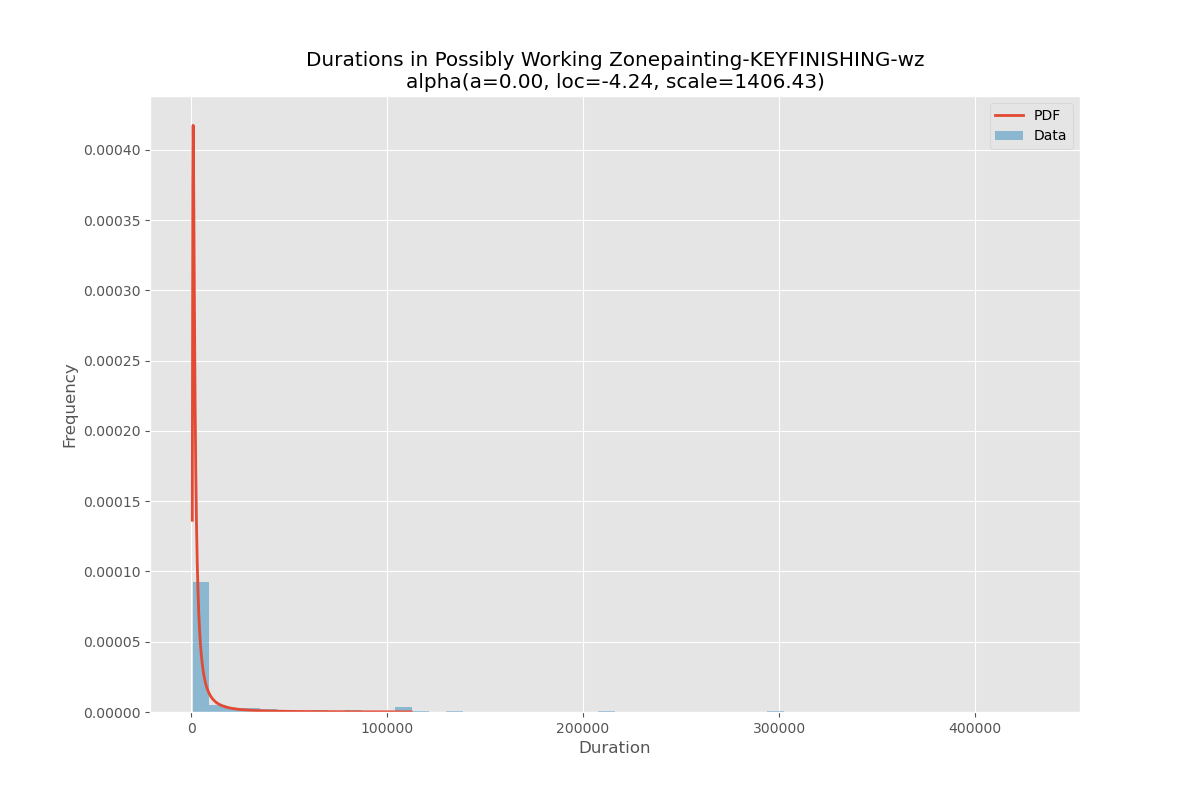 Durations in Possibly Working Zonepainting-KEYFINISHING-wz
alpha(a=0.00, loc=-4.24, scale=1406.43)
PDF
Data
0.00040
0.00035
0.00030
0.00025
0.00020
0.00015
0.00010
0.00005
0.00000
Frequency
0
100000
200000
300000
400000
Duration